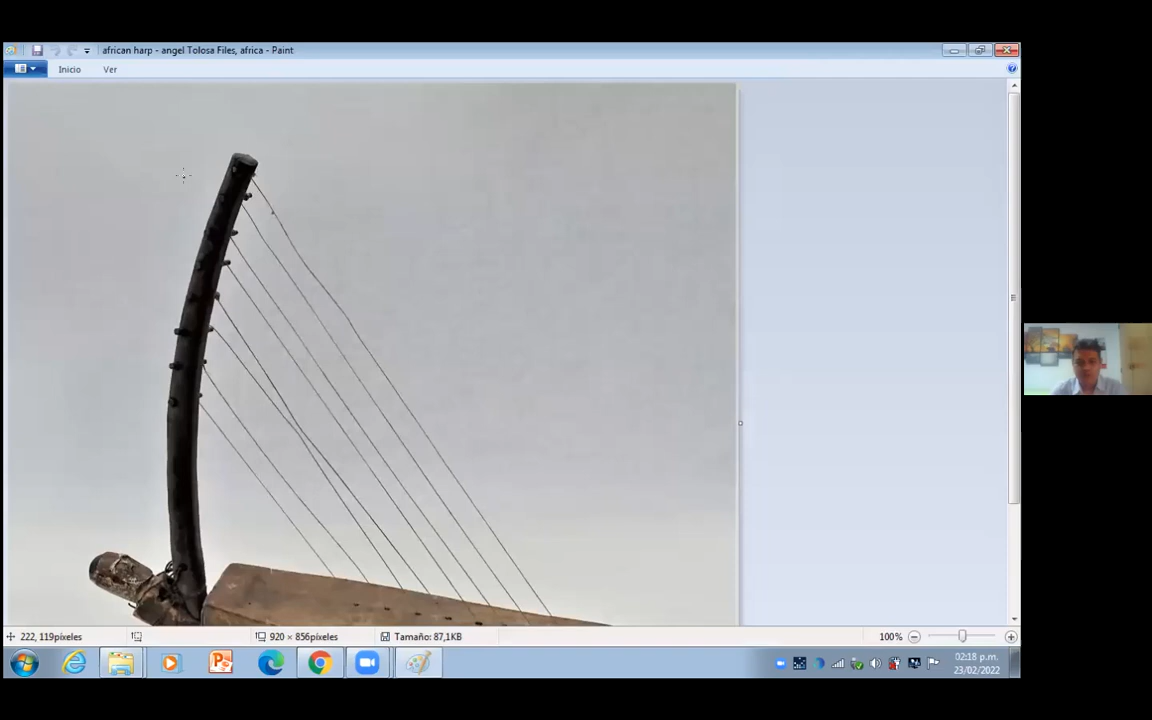 african harp - angel Tolosa Files, africa - Paint
Inicio Ver
222, 119píxeles
920 × 856píxeles
Tamaño: 87,1KB
100%
02:18 p.m.
23/02/2022